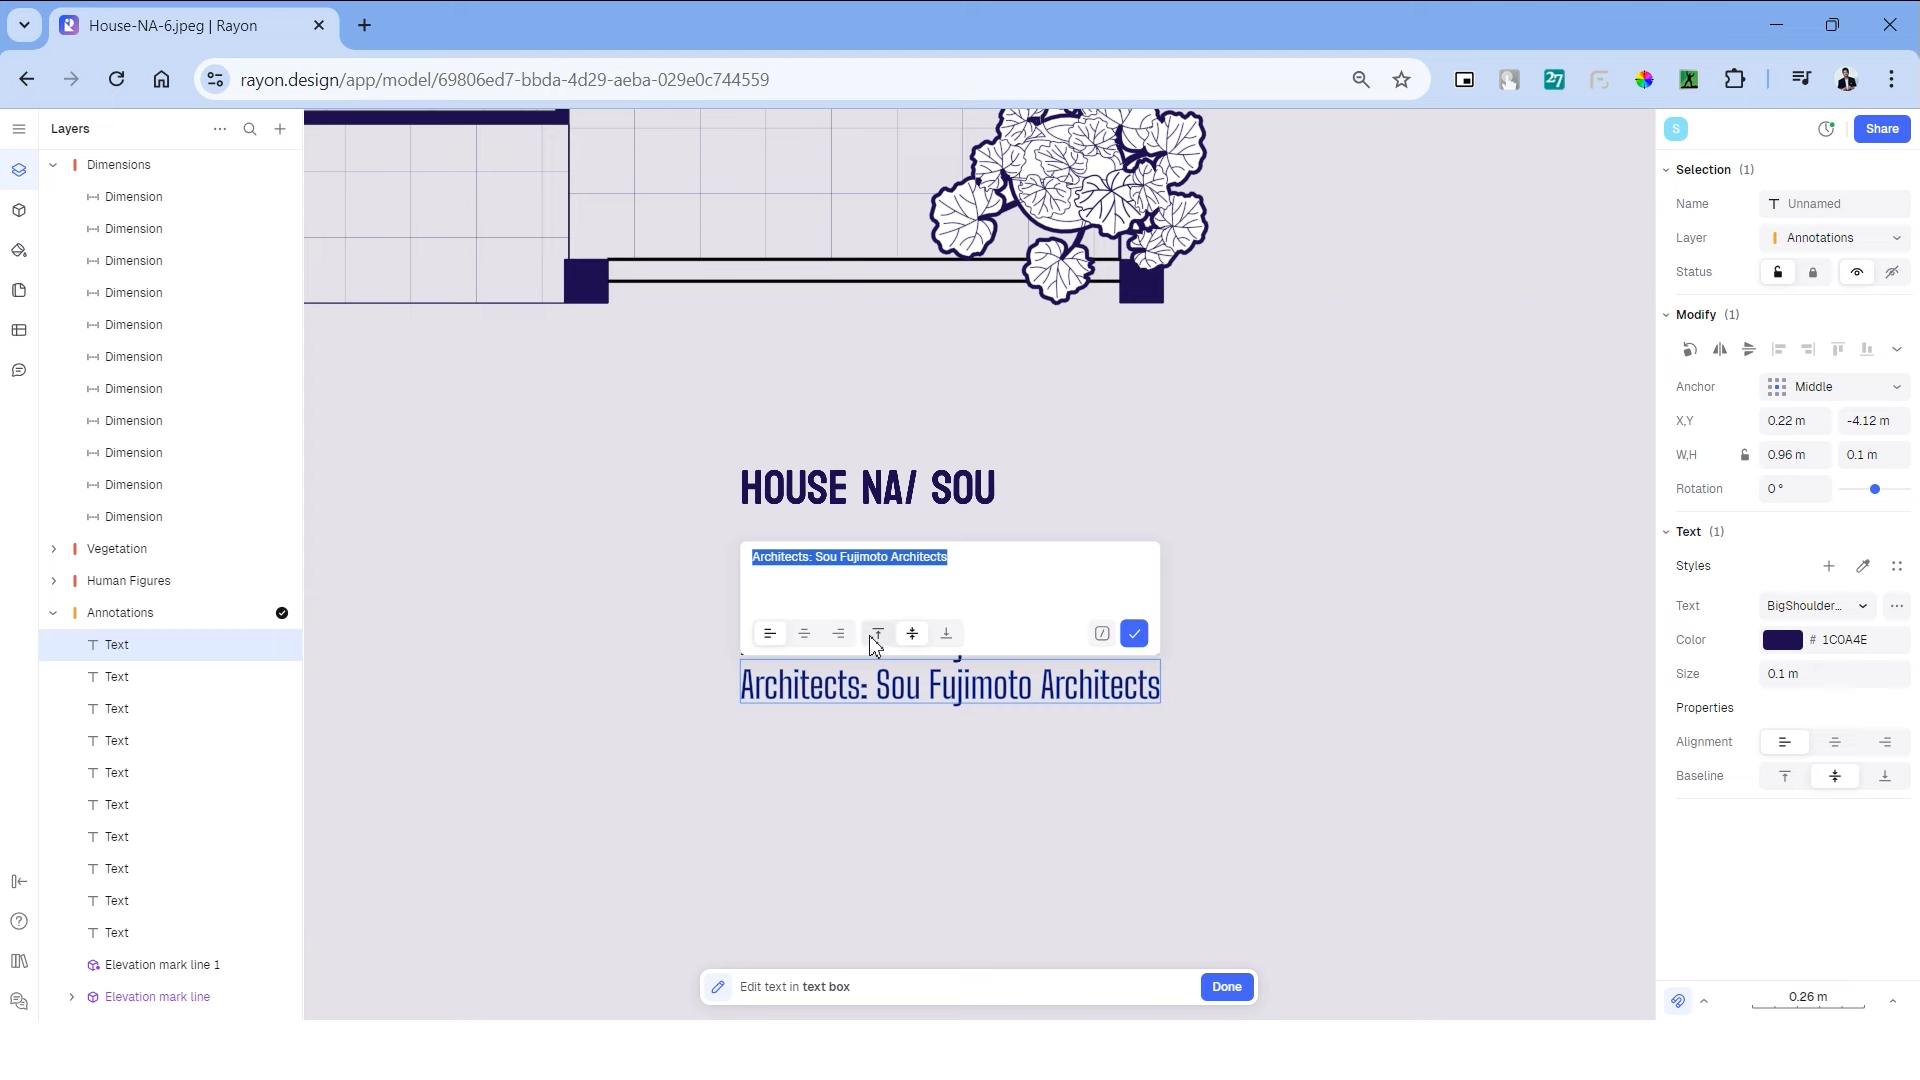 House-NA-6.jpeg | Rayon
rayon.design/app/model/69806ed7-bbda-4d29-aeba-029e0c744559
27
Layers
Dimensions
Dimension
Dimension
Dimension
Dimension
Dimension
Dimension
Dimension
Dimension
Dimension
Dimension
Dimension
Vegetation
Human Figures
Annotations
Text
Text
Text
Text
Text
Text
Text
Text
Text
Text
Elevation mark line 1
Elevation mark line
HOUSE NA/ SOU
Architects: Sou Fujimoto Architects
Architects: Sou Fujimoto Architects
Edit text in text box
Done
S
Share
Selection (1)
Name
Unnamed
Layer
Annotations
Status
Modify (1)
Anchor
Middle
X,Y
0.22 m
-4.12 m
W,H
0.96 m
0.1 m
Rotation
0 °
Text (1)
Styles
Text
BigShoulder...
Color
# 1C0A4E
Size
0.1 m
Properties
Alignment
Baseline
0.26 m